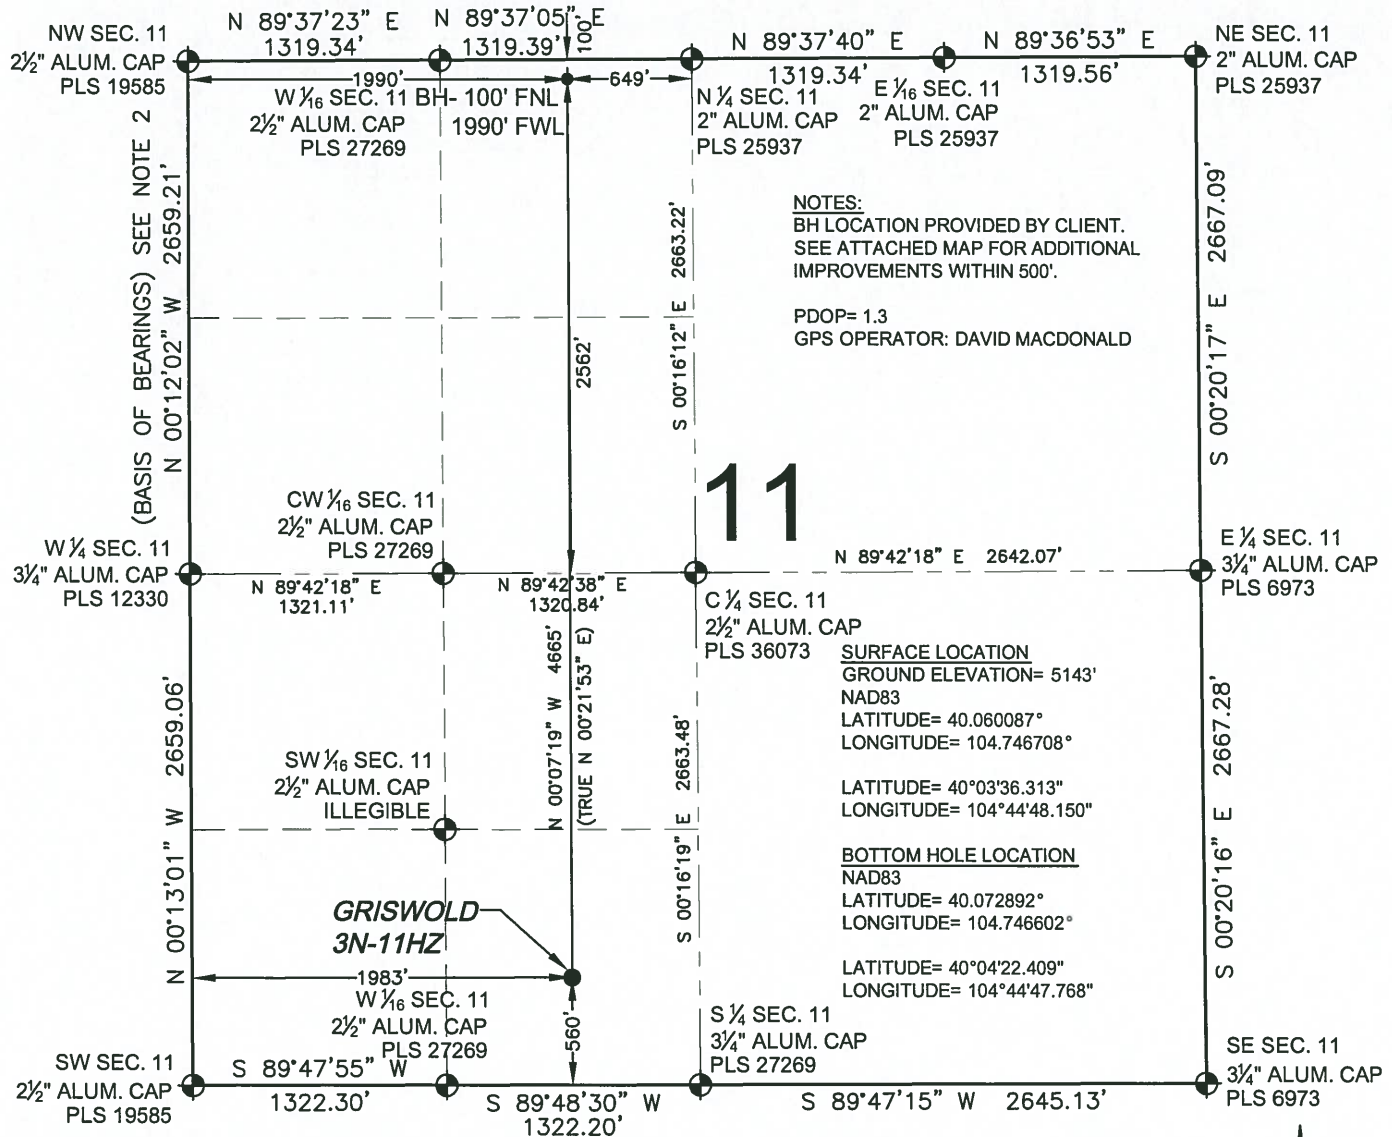 N 89°37'23" E
1319.34'
N 89°37'05" E
1319.39'
100'
N 89°37'40" E
1319.34'
N 89°36'53" E
1319.56'
NW SEC. 11
2½" ALUM. CAP
PLS 19585
NE SEC. 11
2" ALUM. CAP
PLS 25937
1990'
649'
W 1/16 SEC. 11
2½" ALUM. CAP
PLS 27269
BH- 100' FNL
1990' FWL
N ¼ SEC. 11
2" ALUM. CAP
PLS 25937
E 1/16 SEC. 11
2" ALUM. CAP
PLS 25937
(BASIS OF BEARINGS) SEE NOTE 2
N 00°12'02" W 2659.21'
2562'
S 00°16'12" E 2663.22'
S 00°20'17" E 2667.09'
NOTES:
BH LOCATION PROVIDED BY CLIENT.
SEE ATTACHED MAP FOR ADDITIONAL
IMPROVEMENTS WITHIN 500'.
PDOP= 1.3
GPS OPERATOR: DAVID MACDONALD
11
CW 1/16 SEC. 11
2½" ALUM. CAP
PLS 27269
W ¼ SEC. 11
3¼" ALUM. CAP
PLS 12330
N 89°42'18" E
1321.11'
N 89°42'38" E
1320.84'
N 89°42'18" E 2642.07'
E ¼ SEC. 11
3¼" ALUM. CAP
PLS 6973
C ¼ SEC. 11
2½" ALUM. CAP
PLS 36073
N 00°13'01" W 2659.06'
N 00°07'19" W 4665'
(TRUE N 00°21'53" E)
S 00°16'19" E 2663.48'
S 00°20'16" E 2667.28'
SURFACE LOCATION
GROUND ELEVATION= 5143'
NAD83
LATITUDE= 40.060087°
LONGITUDE= 104.746708°
LATITUDE= 40°03'36.313"
LONGITUDE= 104°44'48.150"
BOTTOM HOLE LOCATION
NAD83
LATITUDE= 40.072892°
LONGITUDE= 104.746602°
LATITUDE= 40°04'22.409"
LONGITUDE= 104°44'47.768"
SW 1/16 SEC. 11
2½" ALUM. CAP
ILLEGIBLE
GRISWOLD
3N-11HZ
1983'
560'
W 1/16 SEC. 11
2½" ALUM. CAP
PLS 27269
S ¼ SEC. 11
3¼" ALUM. CAP
PLS 27269
SW SEC. 11
2½" ALUM. CAP
PLS 19585
SE SEC. 11
3¼" ALUM. CAP
PLS 6973
S 89°47'55" W
1322.30'
S 89°48'30" W
1322.20'
S 89°47'15" W 2645.13'